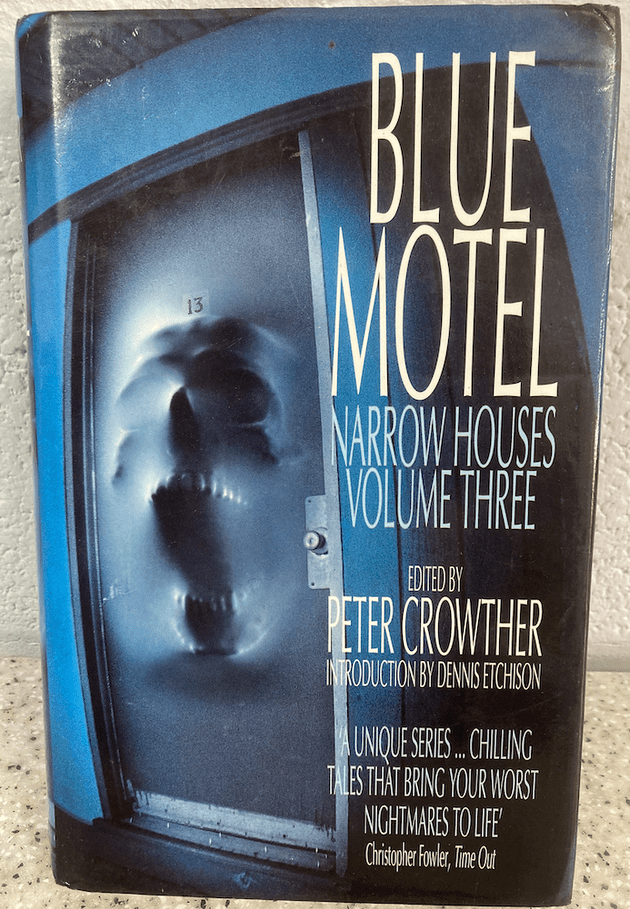 BLUE
MOTEL
NARROW HOUSES
VOLUME THREE
EDITED BY
PETER CROWTHER
INTRODUCTION BY DENNIS ETCHISON
'A UNIQUE SERIES ... CHILLING
TALES THAT BRING YOUR WORST
NIGHTMARES TO LIFE'
Christopher Fowler, Time Out
13